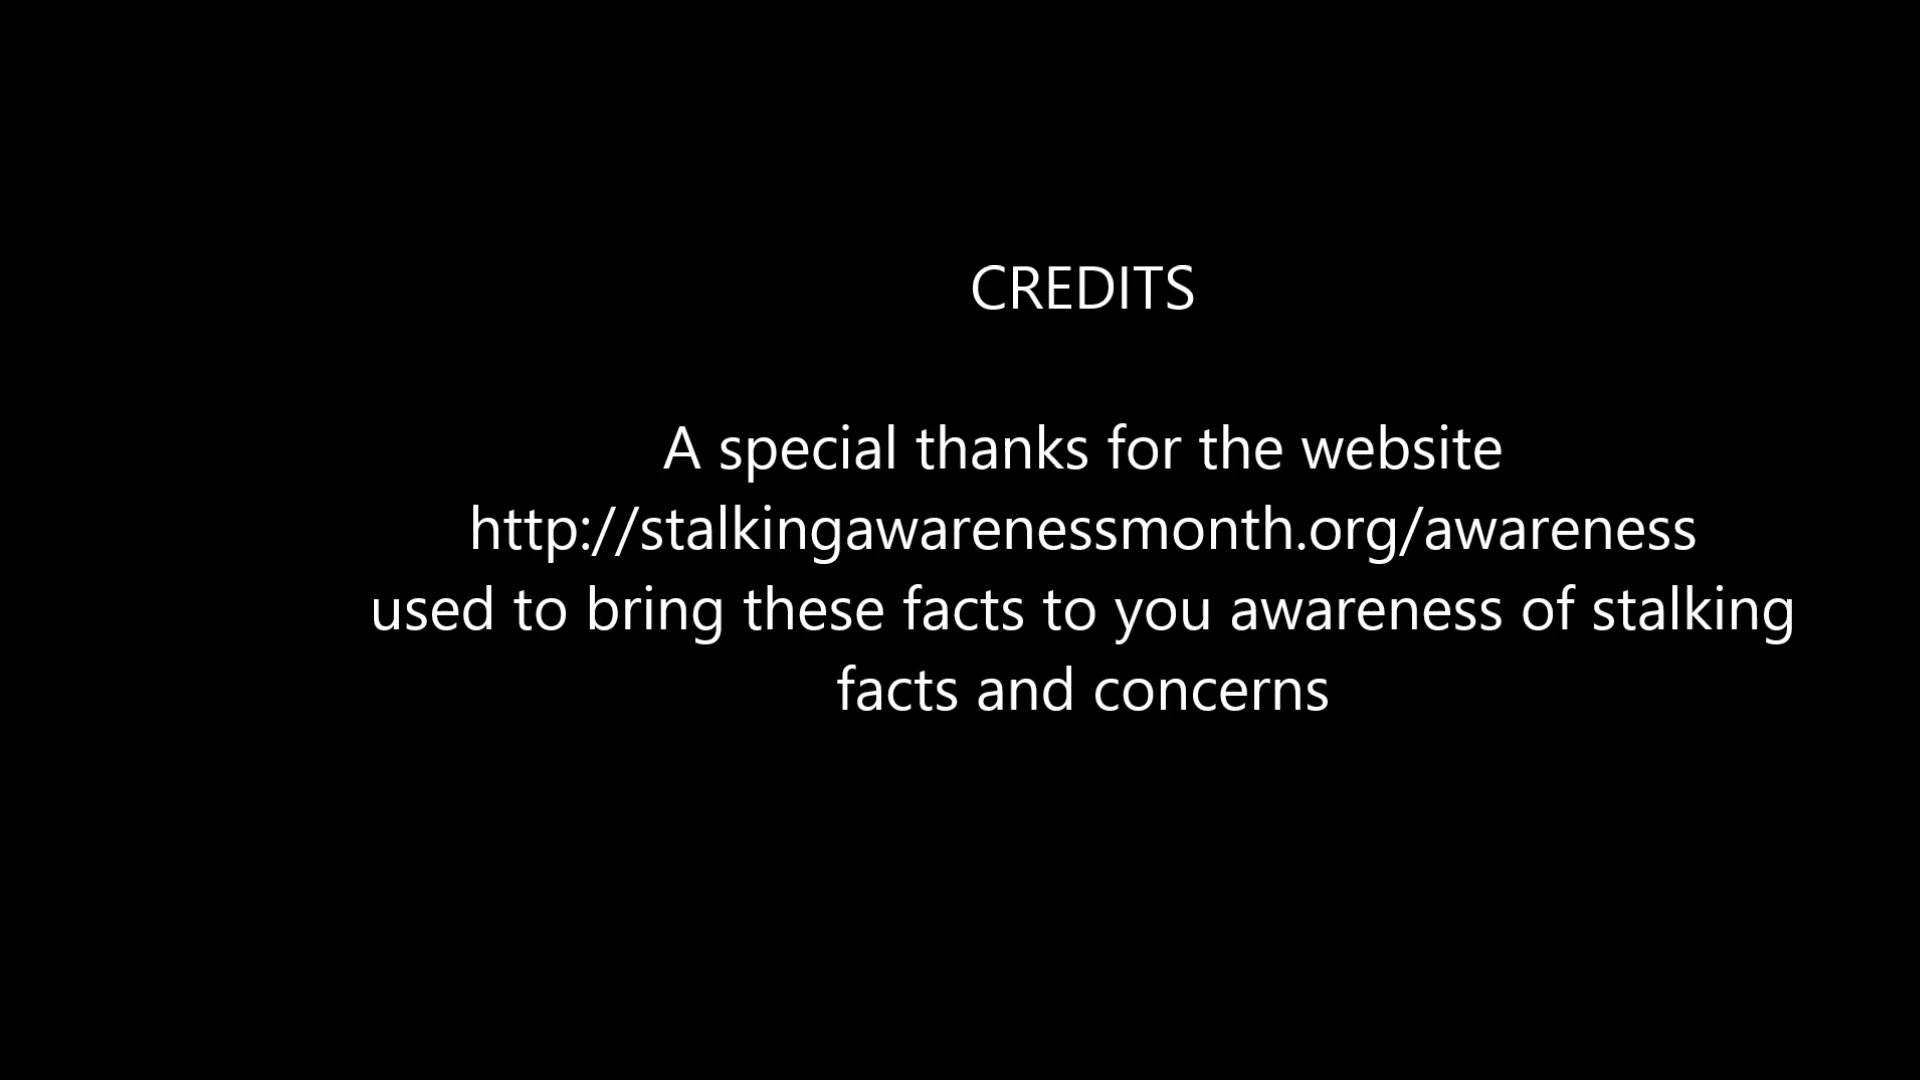 CREDITS
A special thanks for the website
http://stalkingawarenessmonth.org/awareness
used to bring these facts to you awareness of stalking
facts and concerns